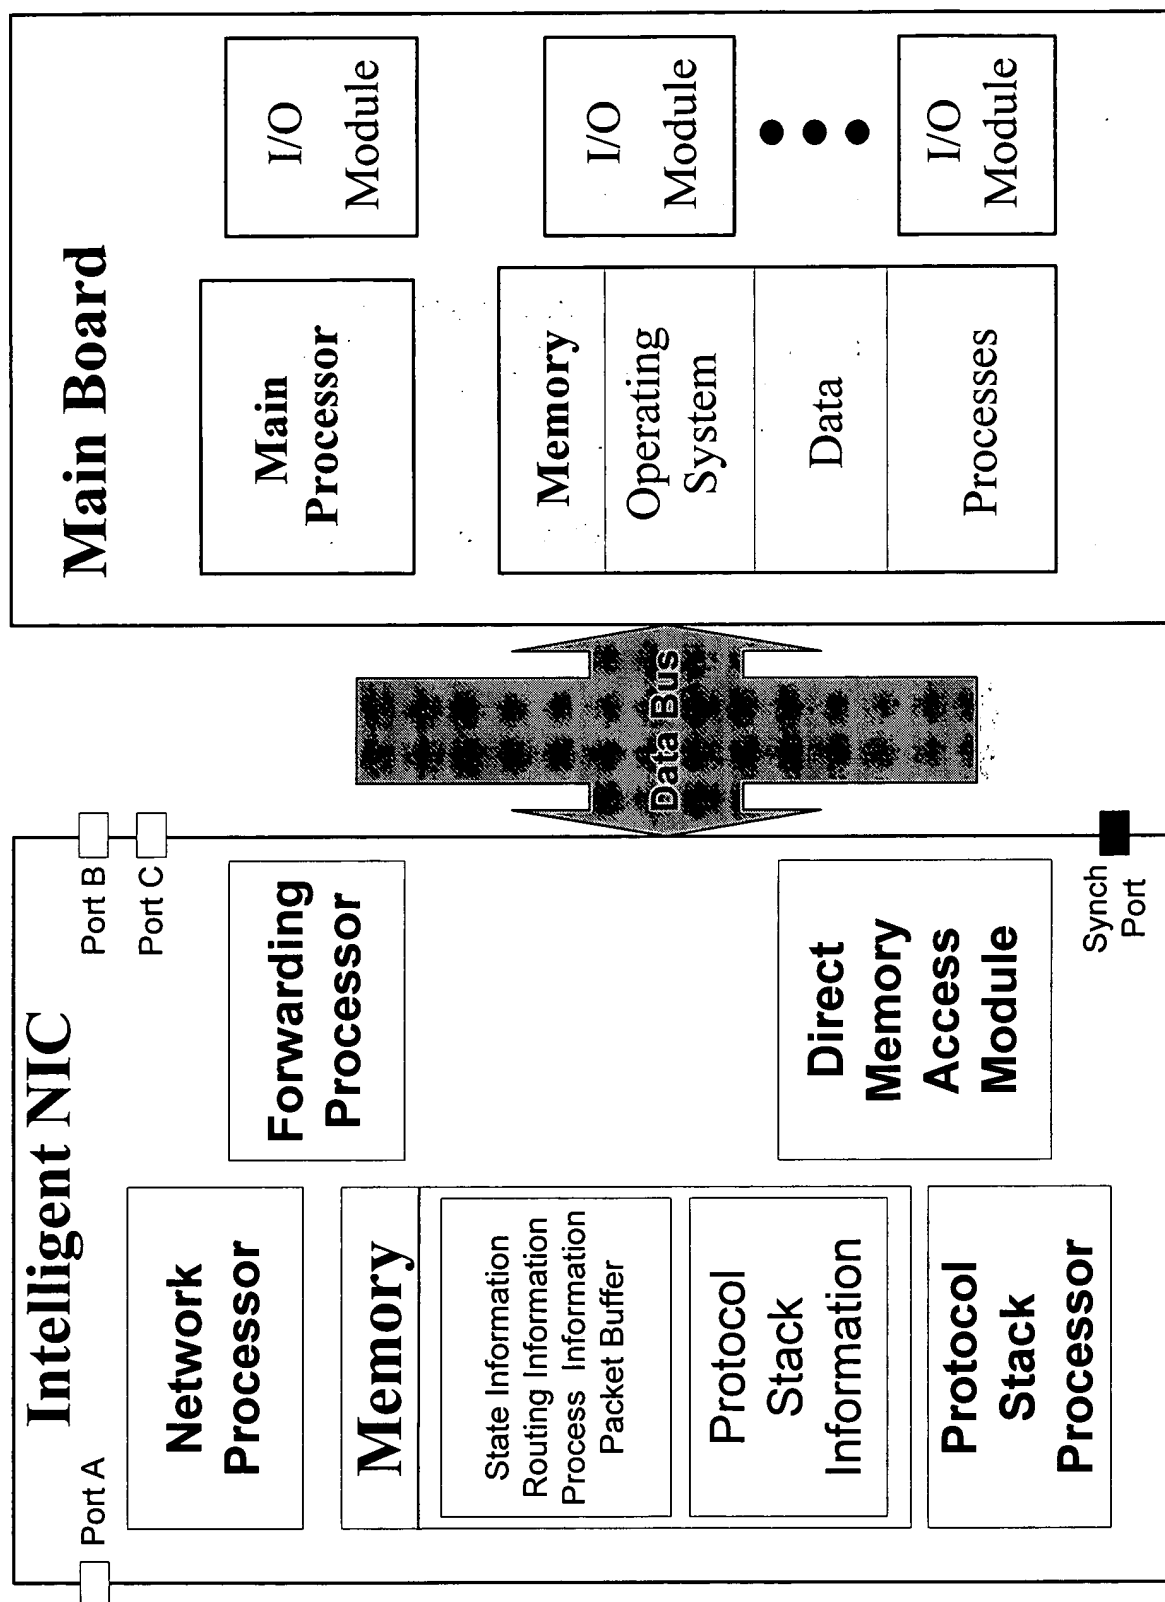 Intelligent NIC
Port A
Port B
Port C
Network
Processor
Forwarding
Processor
Memory
State Information
Routing Information
Process Information
Packet Buffer
Protocol
Stack
Information
Direct
Memory
Access
Module
Protocol
Stack
Processor
Synch
Port
Data Bus
Main Board
Main
Processor
I/O
Module
Memory
Operating
System
Data
Processes
I/O
Module
I/O
Module